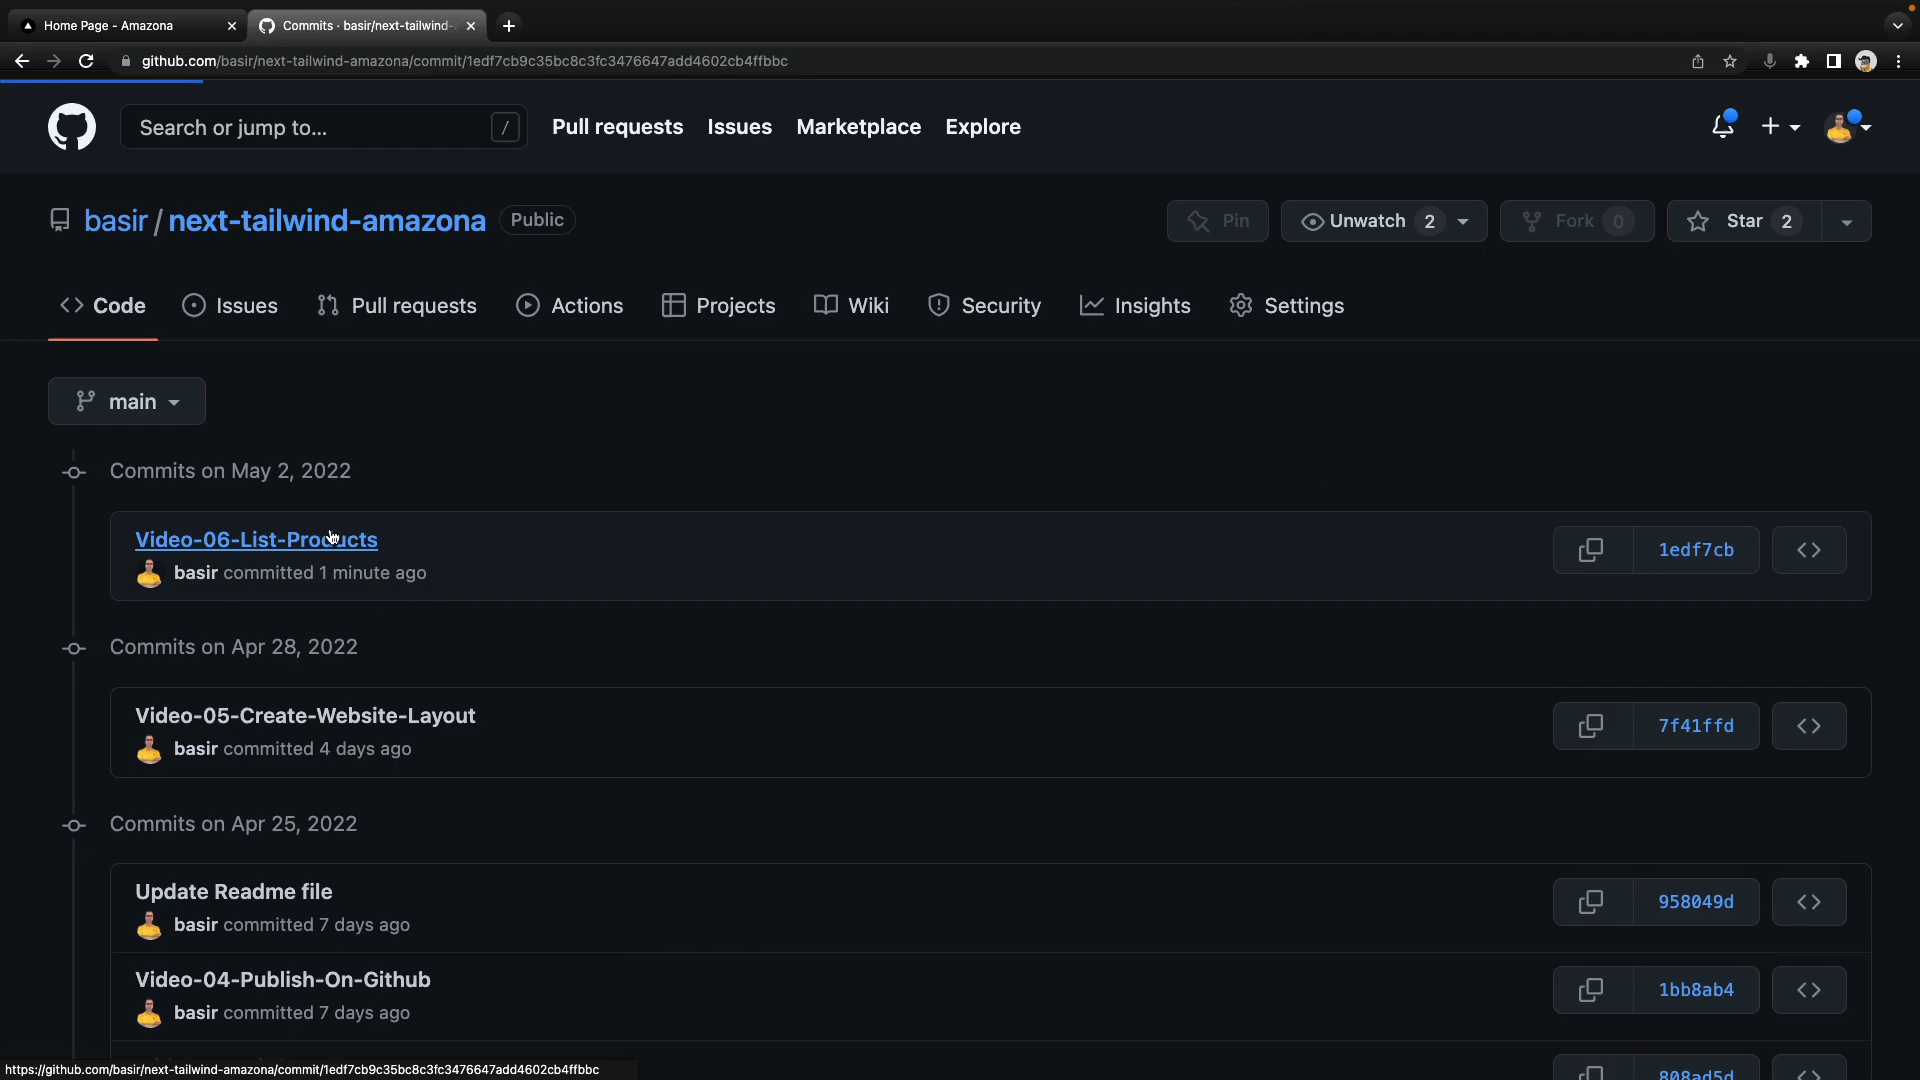 Home Page - Amazona
Commits · basir/next-tailwind-
github.com/basir/next-tailwind-amazona/commit/1edf7cb9c35bc8c3fc3476647add4602cb4ffbbc
Search or jump to...
/
Pull requests
Issues
Marketplace
Explore
basir / next-tailwind-amazona
Public
Pin
Unwatch 2
Fork 0
Star 2
Code
Issues
Pull requests
Actions
Projects
Wiki
Security
Insights
Settings
main
Commits on May 2, 2022
Video-06-List-Products
1edf7cb
basir committed 1 minute ago
Commits on Apr 28, 2022
Video-05-Create-Website-Layout
7f41ffd
basir committed 4 days ago
Commits on Apr 25, 2022
Update Readme file
958049d
basir committed 7 days ago
Video-04-Publish-On-Github
1bb8ab4
basir committed 7 days ago
808ad5d
https://github.com/basir/next-tailwind-amazona/commit/1edf7cb9c35bc8c3fc3476647add4602cb4ffbbc